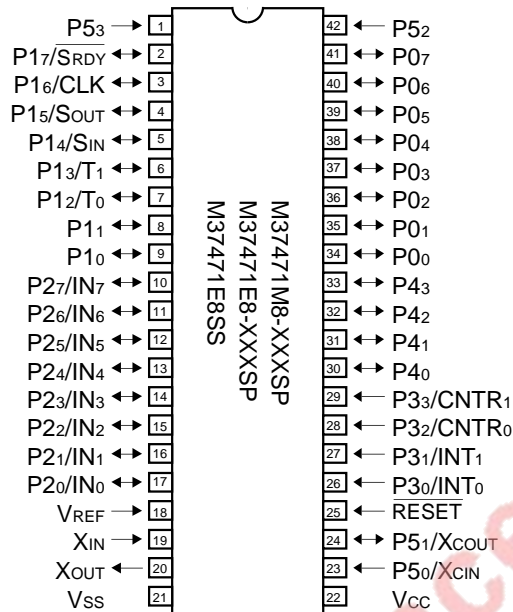 P53 1 42 P52
P17/SRDY 2 41 P07
P16/CLK 3 40 P06
P15/SOUT 4 39 P05
P14/SIN 5 38 P04
P13/T1 6 37 P03
P12/T0 7 36 P02
P11 8 35 P01
P10 9 34 P00
P27/IN7 10 33 P43
P26/IN6 11 32 P42
P25/IN5 12 31 P41
P24/IN4 13 30 P40
P23/IN3 14 29 P33/CNTR1
P22/IN2 15 28 P32/CNTR0
P21/IN1 16 27 P31/INT1
P20/IN0 17 26 P30/INT0
VREF 18 25 RESET
XIN 19 24 P51/XCOUT
XOUT 20 23 P50/XCIN
VSS 21 22 VCC
M37471M8-XXXSP
M37471E8-XXXSP
M37471E8SS